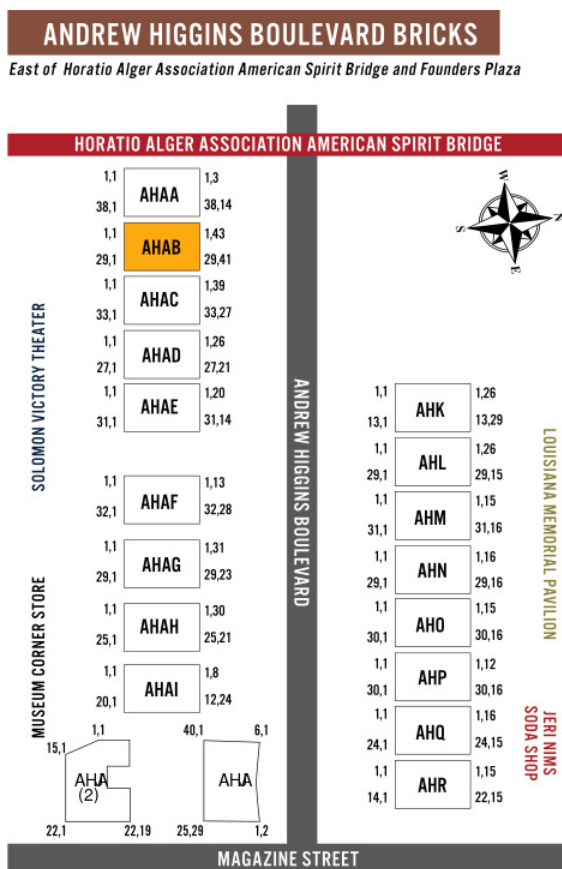 ANDREW HIGGINS BOULEVARD BRICKS
East of Horatio Alger Association American Spirit Bridge and Founders Plaza
HORATIO ALGER ASSOCIATION AMERICAN SPIRIT BRIDGE
W
N
S
E
1,1 1,3
AHAA
38,1 38,14
1,1 1,43
AHAB
29,1 29,41
1,1 1,39
AHAC
33,1 33,27
1,1 1,26
AHAD
27,1 27,21
1,1 1,20
AHAE
31,1 31,14
1,1 1,13
AHAF
32,1 32,28
1,1 1,31
AHAG
29,1 29,23
1,1 1,30
AHAH
25,1 25,21
1,1 1,8
AHAI
20,1 12,24
1,1
15,1
AHA
(2)
22,1 22,19
40,1 6,1
AHA
25,29 1,2
SOLOMON VICTORY THEATER
MUSEUM CORNER STORE
ANDREW HIGGINS BOULEVARD
1,1 1,26
AHK
13,1 13,29
1,1 1,26
AHL
29,1 29,15
1,1 1,15
AHM
31,1 31,16
1,1 1,16
AHN
29,1 29,16
1,1 1,15
AHO
30,1 30,16
1,1 1,12
AHP
30,1 30,16
1,1 1,16
AHQ
24,1 24,15
1,1 1,15
AHR
14,1 22,15
LOUISIANA MEMORIAL PAVILION
JERI NIMS
SODA SHOP
MAGAZINE STREET